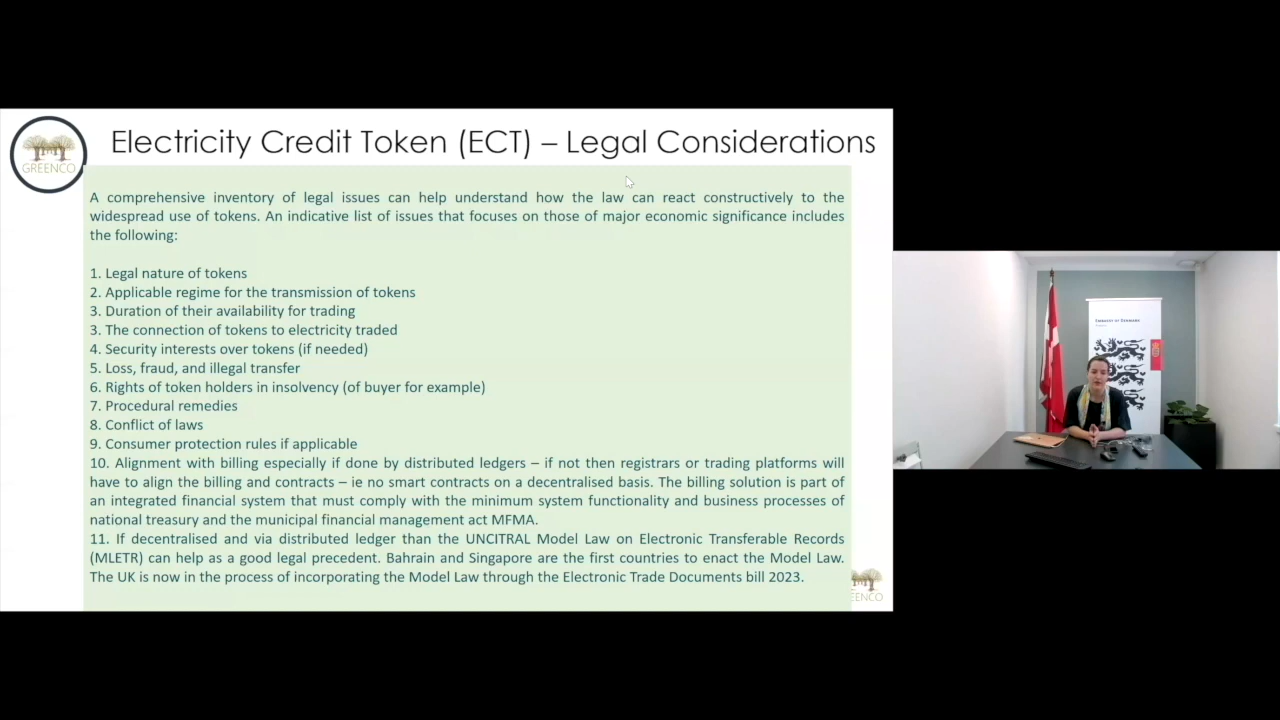 GREENCO
Electricity Credit Token (ECT) – Legal Considerations
A comprehensive inventory of legal issues can help understand how the law can react constructively to the
widespread use of tokens. An indicative list of issues that focuses on those of major economic significance includes
the following:
1. Legal nature of tokens
2. Applicable regime for the transmission of tokens
3. Duration of their availability for trading
3. The connection of tokens to electricity traded
4. Security interests over tokens (if needed)
5. Loss, fraud, and illegal transfer
6. Rights of token holders in insolvency (of buyer for example)
7. Procedural remedies
8. Conflict of laws
9. Consumer protection rules if applicable
10. Alignment with billing especially if done by distributed ledgers – if not then registrars or trading platforms will
have to align the billing and contracts – ie no smart contracts on a decentralised basis. The billing solution is part of
an integrated financial system that must comply with the minimum system functionality and business processes of
national treasury and the municipal financial management act MFMA.
11. If decentralised and via distributed ledger than the UNCITRAL Model Law on Electronic Transferable Records
(MLETR) can help as a good legal precedent. Bahrain and Singapore are the first countries to enact the Model Law.
The UK is now in the process of incorporating the Model Law through the Electronic Trade Documents bill 2023.
EENCO
EMBASSY OF DENMARK